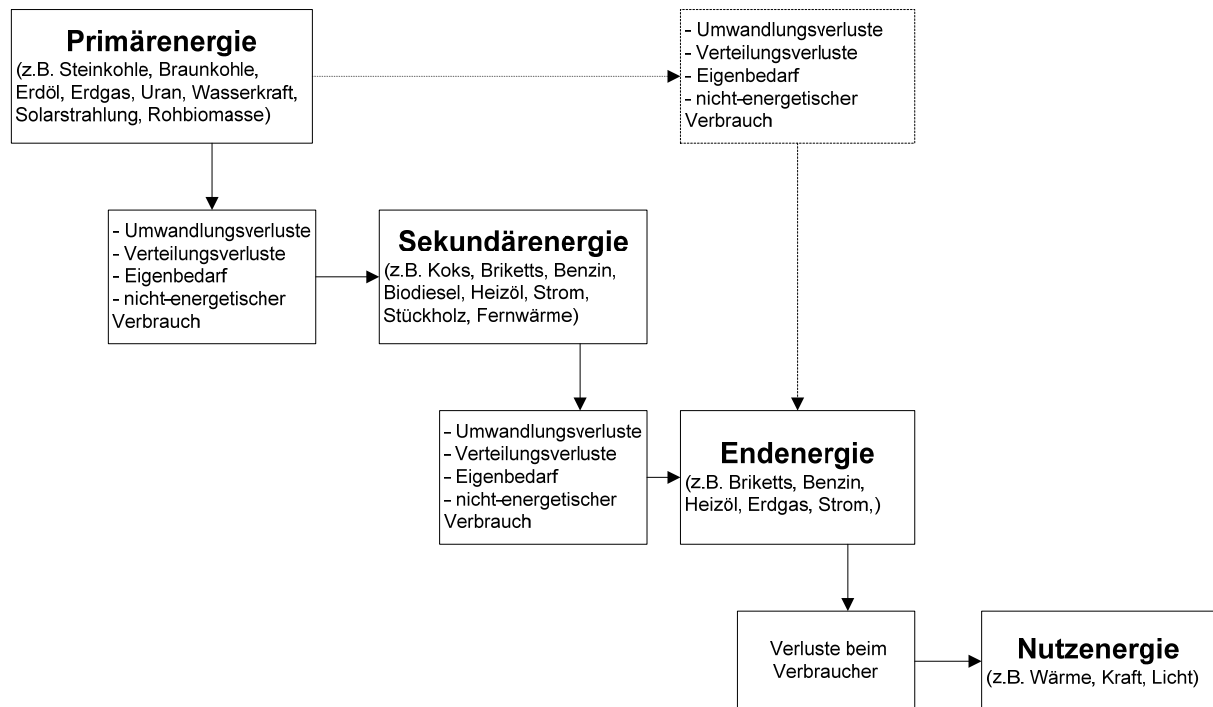 Primärenergie
(z.B. Steinkohle, Braunkohle,
Erdöl, Erdgas, Uran, Wasserkraft,
Solarstrahlung, Rohbiomasse)
- Umwandlungsverluste
- Verteilungsverluste
- Eigenbedarf
- nicht-energetischer
Verbrauch
- Umwandlungsverluste
- Verteilungsverluste
- Eigenbedarf
- nicht-energetischer
Verbrauch
Sekundärenergie
(z.B. Koks, Briketts, Benzin,
Biodiesel, Heizöl, Strom,
Stückholz, Fernwärme)
- Umwandlungsverluste
- Verteilungsverluste
- Eigenbedarf
- nicht-energetischer
Verbrauch
Endenergie
(z.B. Briketts, Benzin,
Heizöl, Erdgas, Strom,)
Verluste beim
Verbraucher
Nutzenergie
(z.B. Wärme, Kraft, Licht)